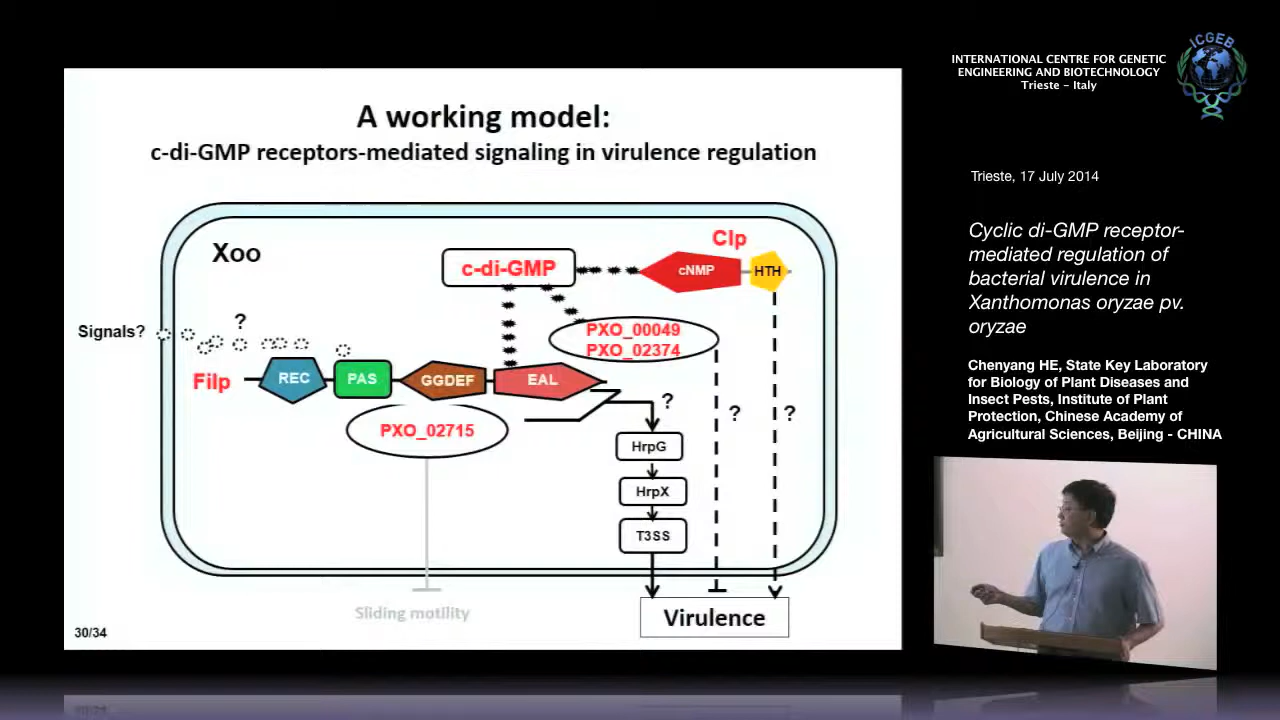 A working model:
c-di-GMP receptors-mediated signaling in virulence regulation
Xoo
Clp
c-di-GMP
cNMP
HTH
Signals?
?
PXO_00049
PXO_02374
Filp
REC
PAS
GGDEF
EAL
?
?
?
PXO_02715
HrpG
HrpX
T3SS
Sliding motility
Virulence
30/34
INTERNATIONAL CENTRE FOR GENETIC
ENGINEERING AND BIOTECHNOLOGY
Trieste - Italy
ICGEB
Trieste, 17 July 2014
Cyclic di-GMP receptor-
mediated regulation of
bacterial virulence in
Xanthomonas oryzae pv.
oryzae
Chenyang HE, State Key Laboratory
for Biology of Plant Diseases and
Insect Pests, Institute of Plant
Protection, Chinese Academy of
Agricultural Sciences, Beijing - CHINA